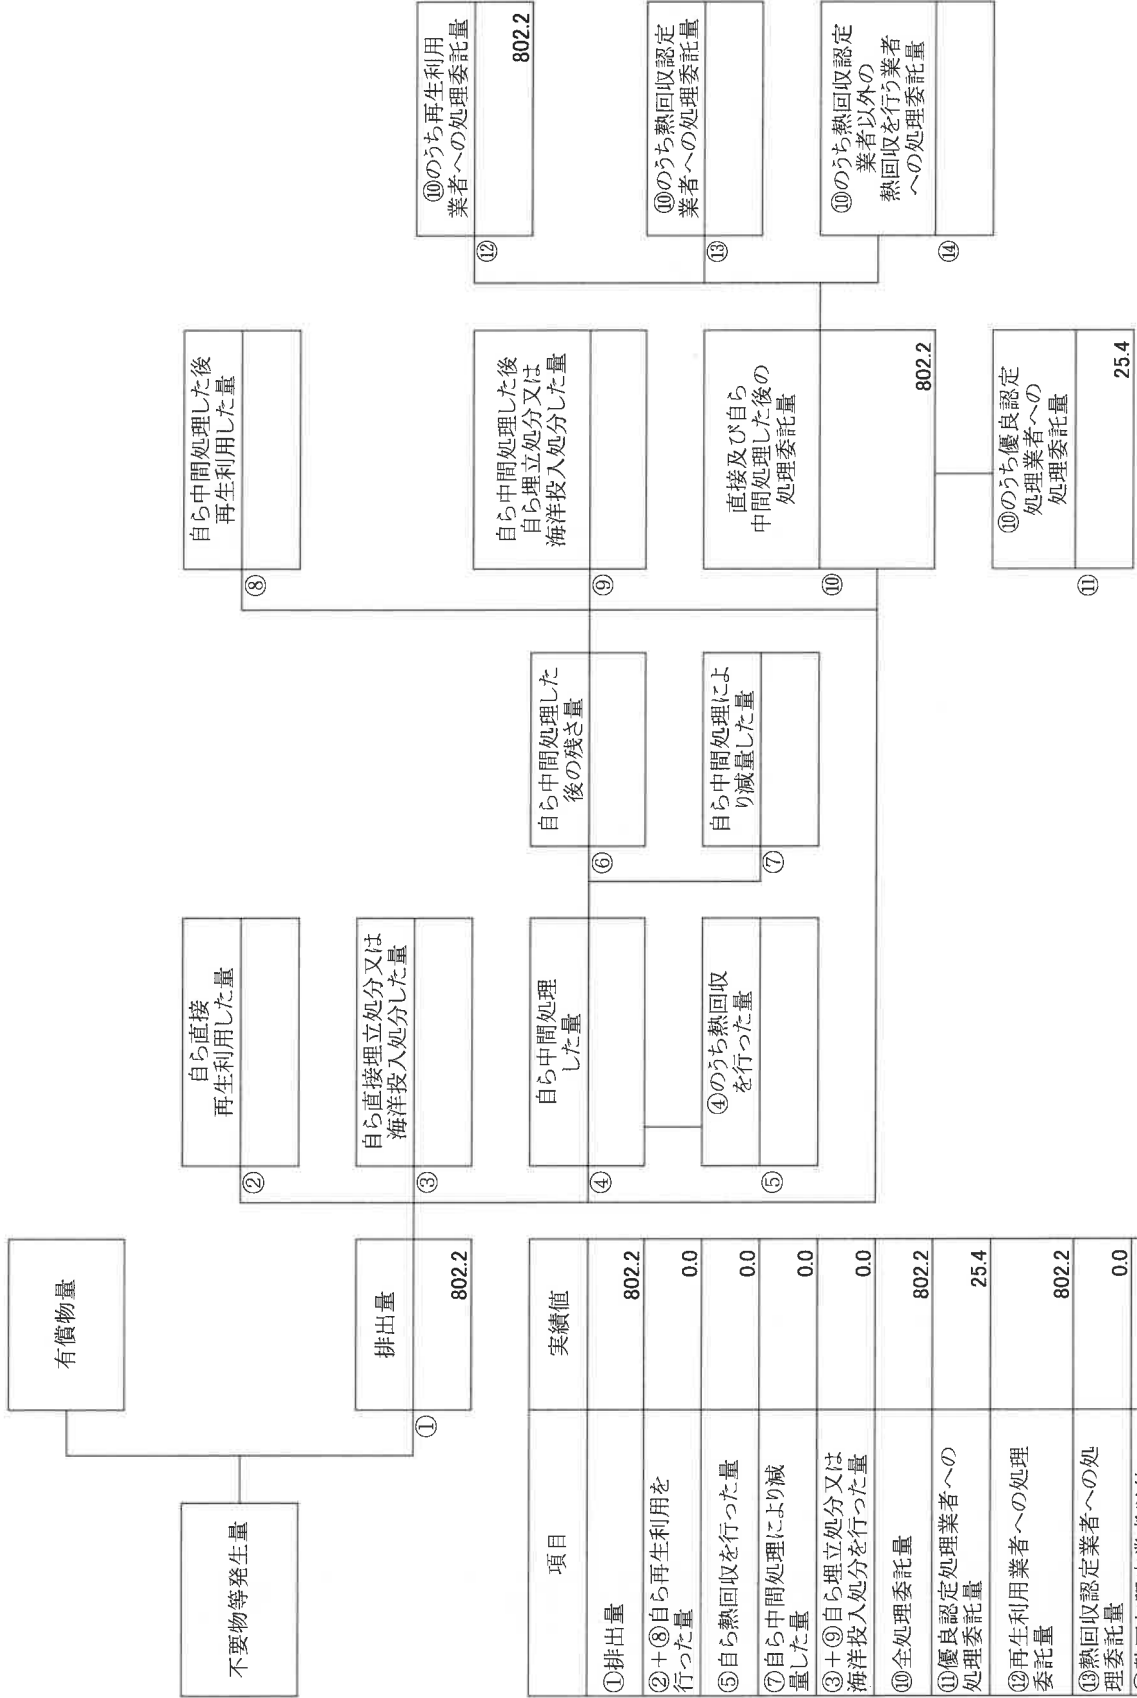 不要物等発生量
有償物量
排出量
①
802.2
自ら直接
再生利用した量
②
自ら直接埋立処分又は
海洋投入処分した量
③
自ら中間処理
した量
④
④のうち熱回収
を行った量
⑤
自ら中間処理した
後の残さ量
⑥
自ら中間処理によ
り減量した量
⑦
自ら中間処理した後
再生利用した量
⑧
自ら中間処理した後
自ら埋立処分又は
海洋投入処分した量
⑨
直接及び自ら
中間処理した後の
処理委託量
⑩
802.2
⑩のうち優良認定
処理業者への
処理委託量
⑪
25.4
⑩のうち再生利用
業者への処理委託量
⑫
802.2
⑩のうち熱回収認定
業者への処理委託量
⑬
⑩のうち熱回収認定
業者以外の
熱回収を行う業者
への処理委託量
⑭
項目 実績値
①排出量 802.2
②+⑧自ら再生利用を
行った量 0.0
⑤自ら熱回収を行った量 0.0
⑦自ら中間処理により減
量した量 0.0
③+⑨自ら埋立処分又は
海洋投入処分を行った量 0.0
⑩全処理委託量 802.2
⑪優良認定処理業者への
処理委託量 25.4
⑫再生利用業者への処理
委託量 802.2
⑬熱回収認定業者への処
理委託量 0.0